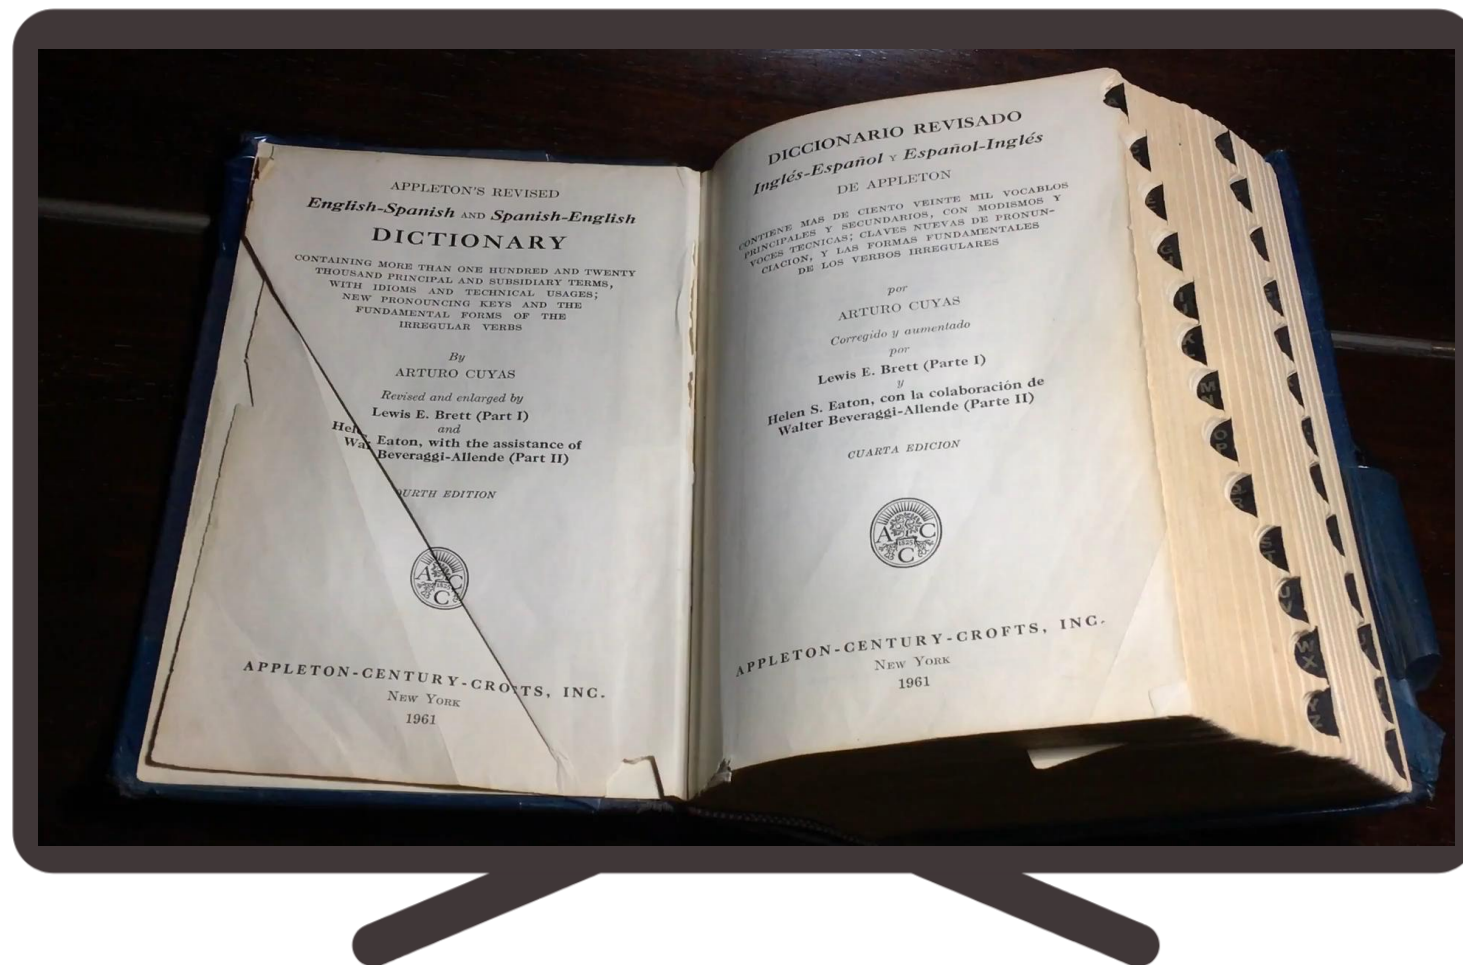 APPLETON'S REVISED
English-Spanish AND Spanish-English
DICTIONARY
CONTAINING MORE THAN ONE HUNDRED AND TWENTY
THOUSAND PRINCIPAL AND SUBSIDIARY TERMS,
WITH IDIOMS AND TECHNICAL USAGES;
NEW PRONOUNCING KEYS AND THE
FUNDAMENTAL FORMS OF THE
IRREGULAR VERBS
By
ARTURO CUYAS
Revised and enlarged by
Lewis E. Brett (Part I)
and
Eaton, with the assistance of
Beveraggi-Allende (Part II)
EDITION
A C C
APPLETON-CENTURY-CROFTS, INC.
NEW YORK
1961
DICCIONARIO REVISADO
Inglés-Español Y Español-Inglés
DE APPLETON
CONTIENE MAS DE CIENTO VEINTE MIL VOCABLOS
PRINCIPALES Y SECUNDARIOS, CON MODISMOS Y
VOCES TECNICAS; CLAVES NUEVAS DE PRONUN-
CIACION, Y LAS FORMAS FUNDAMENTALES
DE LOS VERBOS IRREGULARES
por
ARTURO CUYAS
Corregido y aumentado
por
Lewis E. Brett (Parte I)
y
Helen S. Eaton, con la colaboración de
Walter Beveraggi-Allende (Parte II)
CUARTA EDICION
A C C
1825
APPLETON-CENTURY-CROFTS, INC.
NEW YORK
1961
M N
O P
U V
W X
Y Z